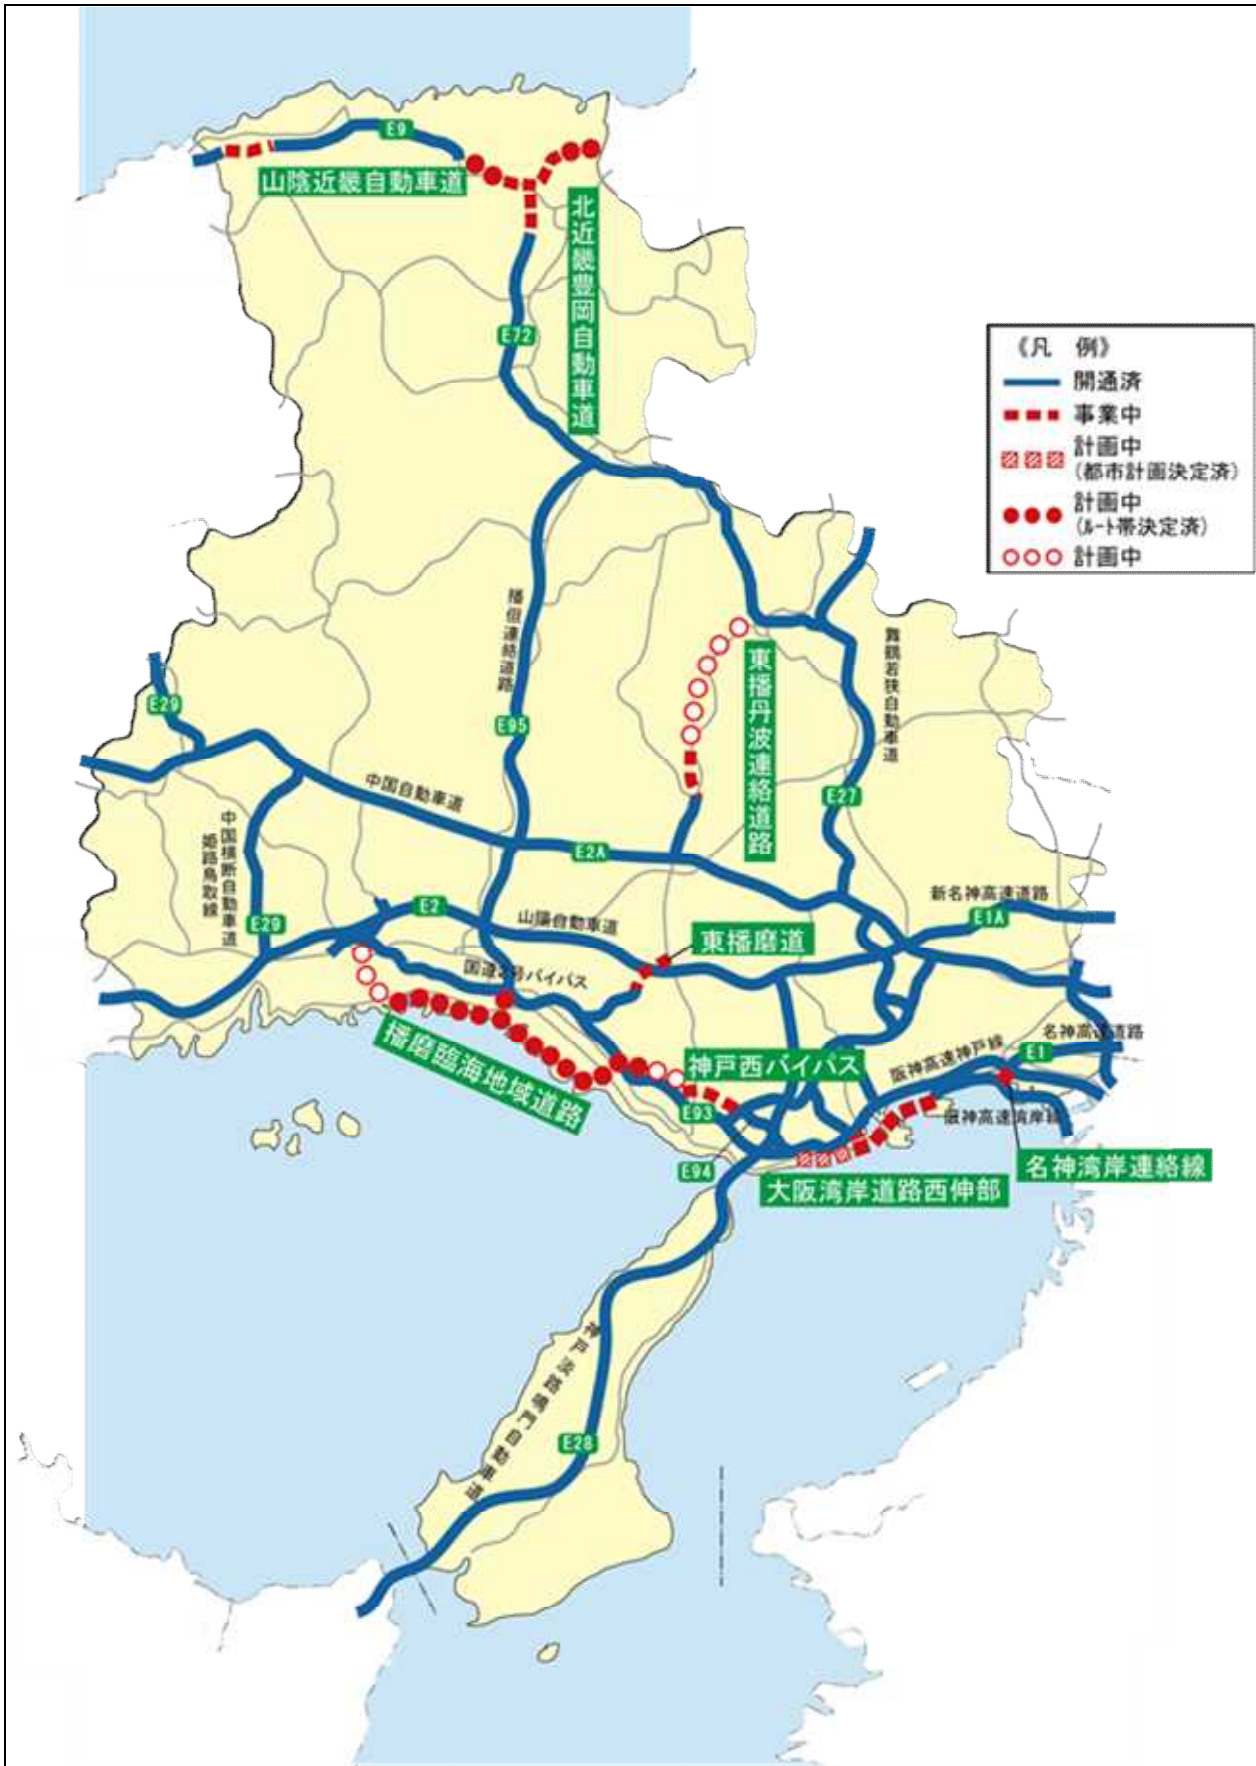 E9
山陰近畿自動車道
北近畿豊岡自動車道
E72
《凡 例》
開通済
事業中
計画中
(都市計画決定済)
計画中
(ルート帯決定済)
計画中
播但連絡道路
東播丹波連絡道路
舞鶴若狭自動車道
E29
E95
中国自動車道
E27
中国横断自動車道
姫路鳥取線
E2A
新名神高速道路
E1A
E29
E2
山陽自動車道
東播磨道
国道2号バイパス
播磨臨海地域道路
神戸西バイパス
阪神高速神戸線
名神高速道路
E1
E93
阪神高速湾岸線
名神湾岸連絡線
E94
大阪湾岸道路西伸部
神戸淡路鳴門自動車道
E28